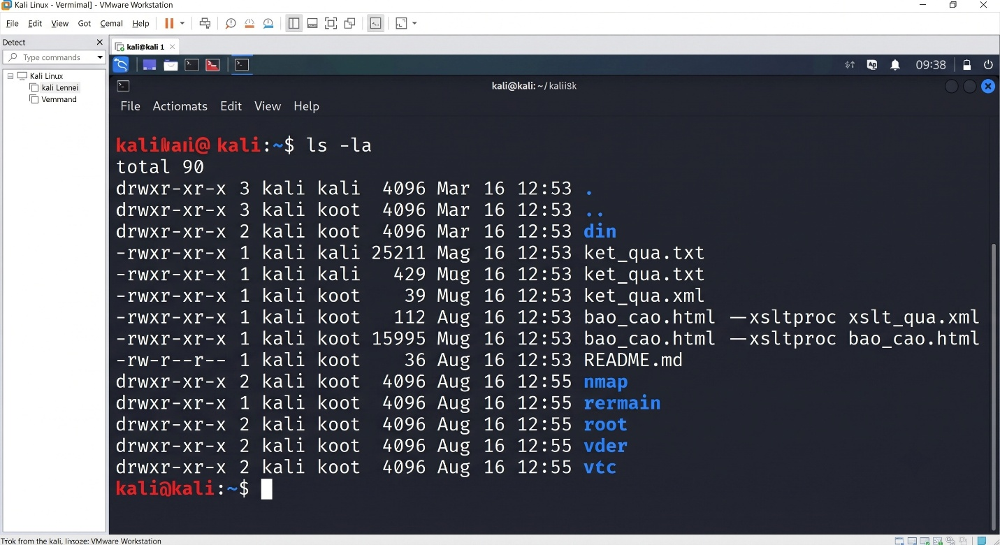 Kali Linux - Vermimal] - VMware Workstation
File Edit View Got Cemal Help
Detect
kali@kali 1
Type commands
Kali Linux
kali Lennei
Vemmand
09:38
kali@kali: ~/kalii8k
File Actiomats Edit View Help
kali:~$ ls -la
total 90
drwxr-xr-x 3 kali kali 4096 Mar 16 12:53 .
drwxr-xr-x 3 kali koot 4096 Mar 16 12:53 ..
drwxr-xr-x 2 kali koot 4096 Mar 16 12:53 din
-rwxr-xr-x 1 kali kali 25211 Mag 16 12:53 ket_qua.txt
-rwxr-xr-x 1 kali kali 429 Mug 16 12:53 ket_qua.txt
-rwxr-xr-x 1 kali koot 39 Mug 16 12:53 ket_qua.xml
-rwxr-xr-x 1 kali koot 112 Aug 16 12:53 bao_cao.html —xsltproc xslt_qua.xml
-rwxr-xr-x 1 kali koot 15995 Mug 16 12:53 bao_cao.html —xsltproc bao_cao.html
-rw-r--r-- 1 kali koot 36 Aug 16 12:53 README.md
drwxr-xr-x 2 kali koot 4096 Aug 16 12:55 nmap
drwxr-xr-x 1 kali koot 4096 Aug 16 12:55 rermain
drwxr-xr-x 2 kali koot 4096 Aug 16 12:55 root
drwxr-xr-x 2 kali koot 4096 Aug 16 12:55 vder
drwxr-xr-x 2 kali koot 4096 Aug 16 12:55 vtc
kali@kali:~$
Trok from the kali, VMware Workstation